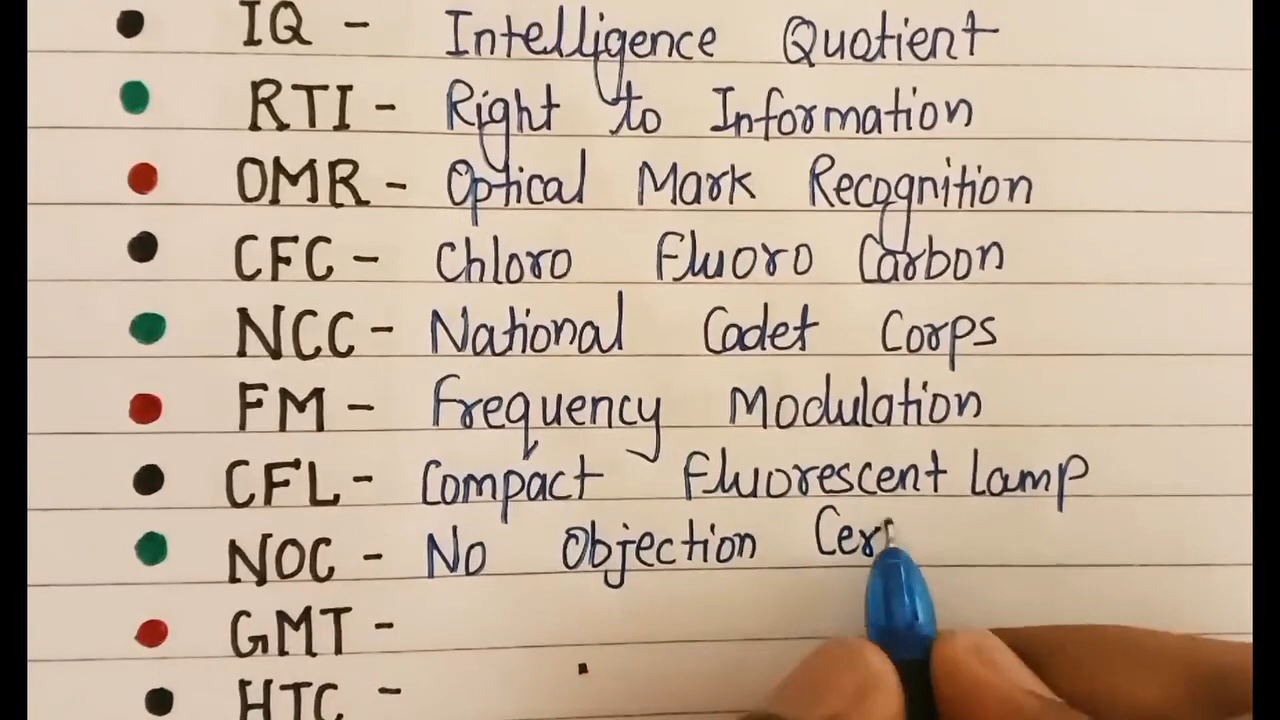 IQ - Intelligence Quotient
RTI - Right to Information
OMR - Optical Mark Recognition
CFC - Chloro Fluoro Carbon
NCC - National Cadet Corps
FM - Frequency Modulation
CFL - Compact Fluorescent Lamp
NOC - No Objection Cer
GMT -
HTC -